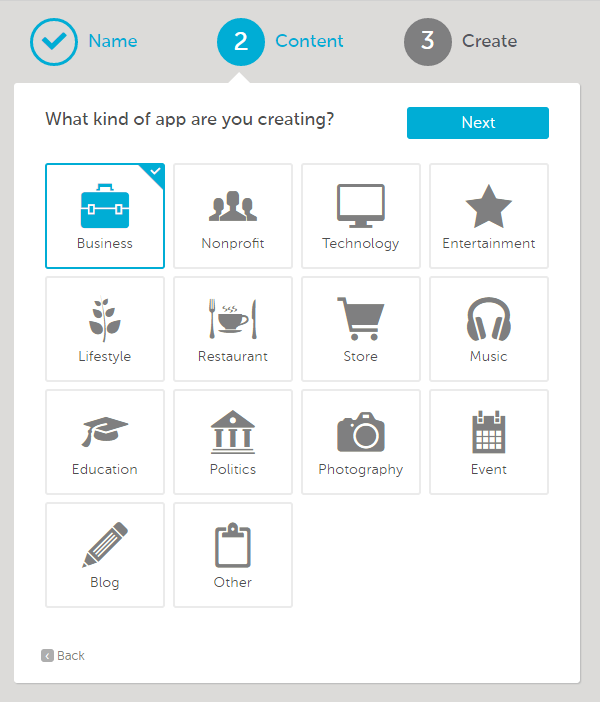 Name
2 Content
3 Create
What kind of app are you creating?
Next
Business
Nonprofit
Technology
Entertainment
Lifestyle
Restaurant
Store
Music
Education
Politics
Photography
Event
Blog
Other
Back